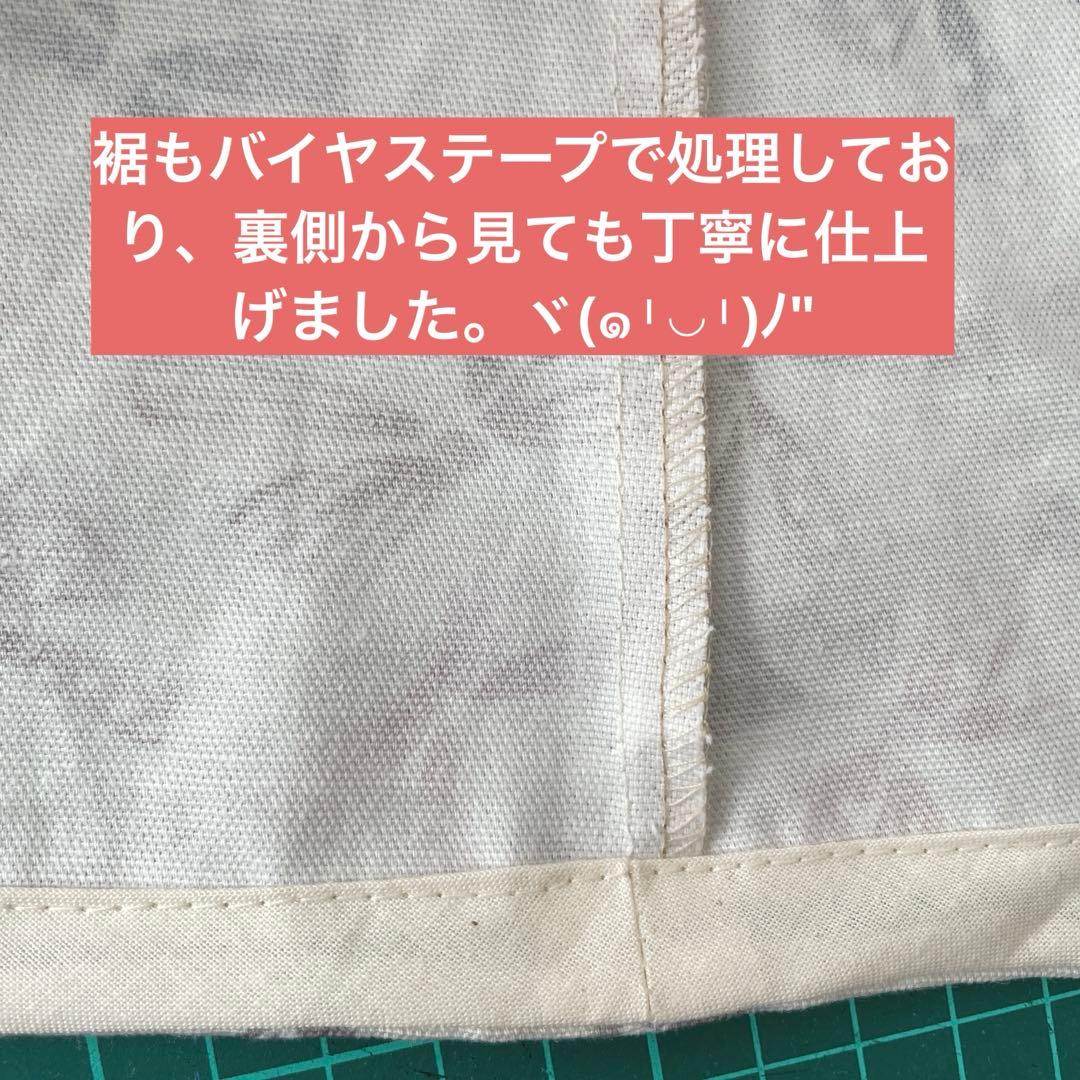 裾もバイヤステープで処理してお
り、裏側から見ても丁寧に仕上
げました。ヾ(๑╹◡╹)ﾉ"